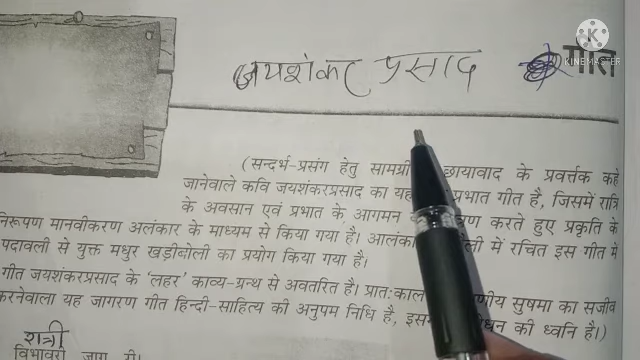 KINEMASTER
जयशंकर प्रसाद
गीत
(सन्दर्भ-प्रसंग हेतु सामग्री छायावाद के प्रवर्त्तक कहे
जानेवाले कवि जयशंकरप्रसाद का यह प्रभात गीत है, जिसमें रात्रि
के अवसान एवं प्रभात के आगमन करते हुए प्रकृति के
निरूपण मानवीकरण अलंकार के माध्यम से किया गया है। में रचित इस गीत में
पदावली से युक्त मधुर खड़ीबोली का प्रयोग किया गया है।
गीत जयशंकरप्रसाद के 'लहर' काव्य-ग्रन्थ से अवतरित है। प्रातःकाल सुषमा का सजीव
करनेवाला यह जागरण गीत हिन्दी-साहित्य की अनुपम निधि है, की ध्वनि है।)
रात्री
विभावरी जाग री!